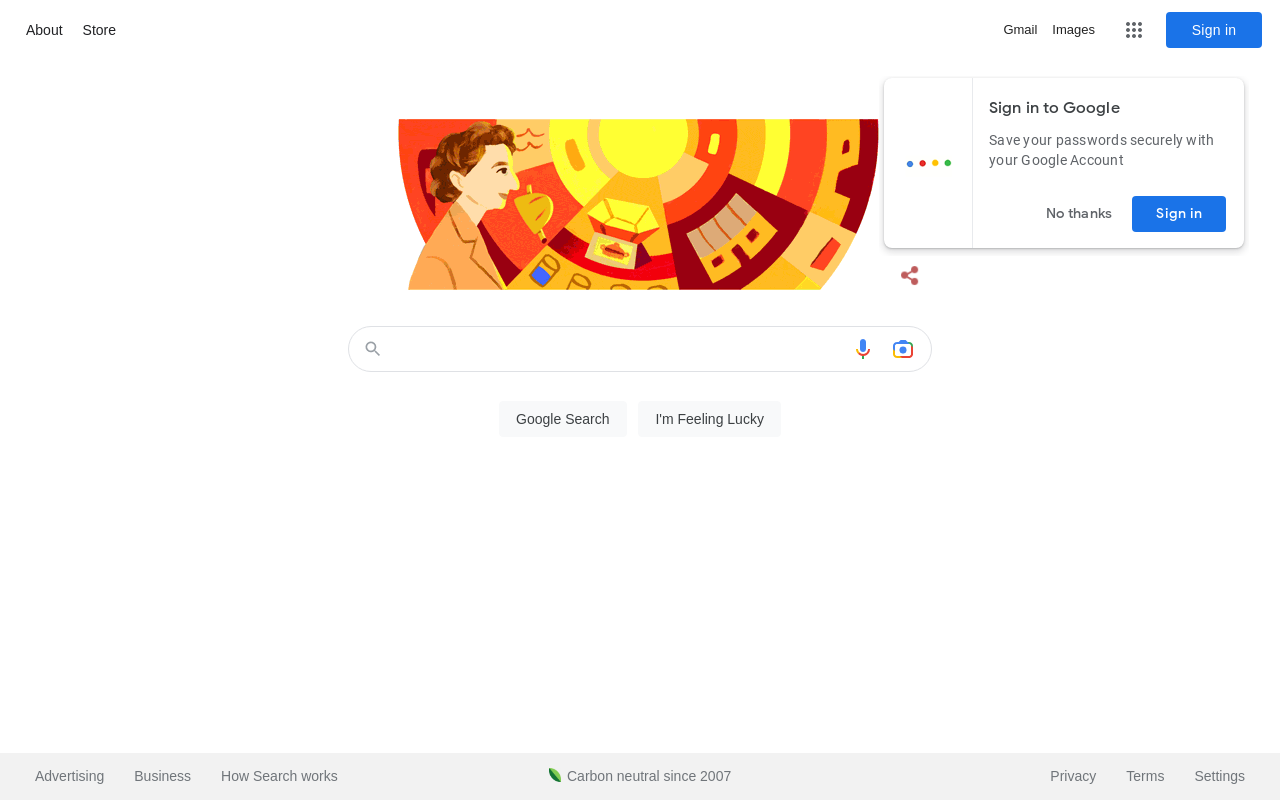 About Store
Gmail Images Sign in
Sign in to Google
Save your passwords securely with
your Google Account
No thanks Sign in
Google Search I'm Feeling Lucky
Advertising Business How Search works Carbon neutral since 2007 Privacy Terms Settings